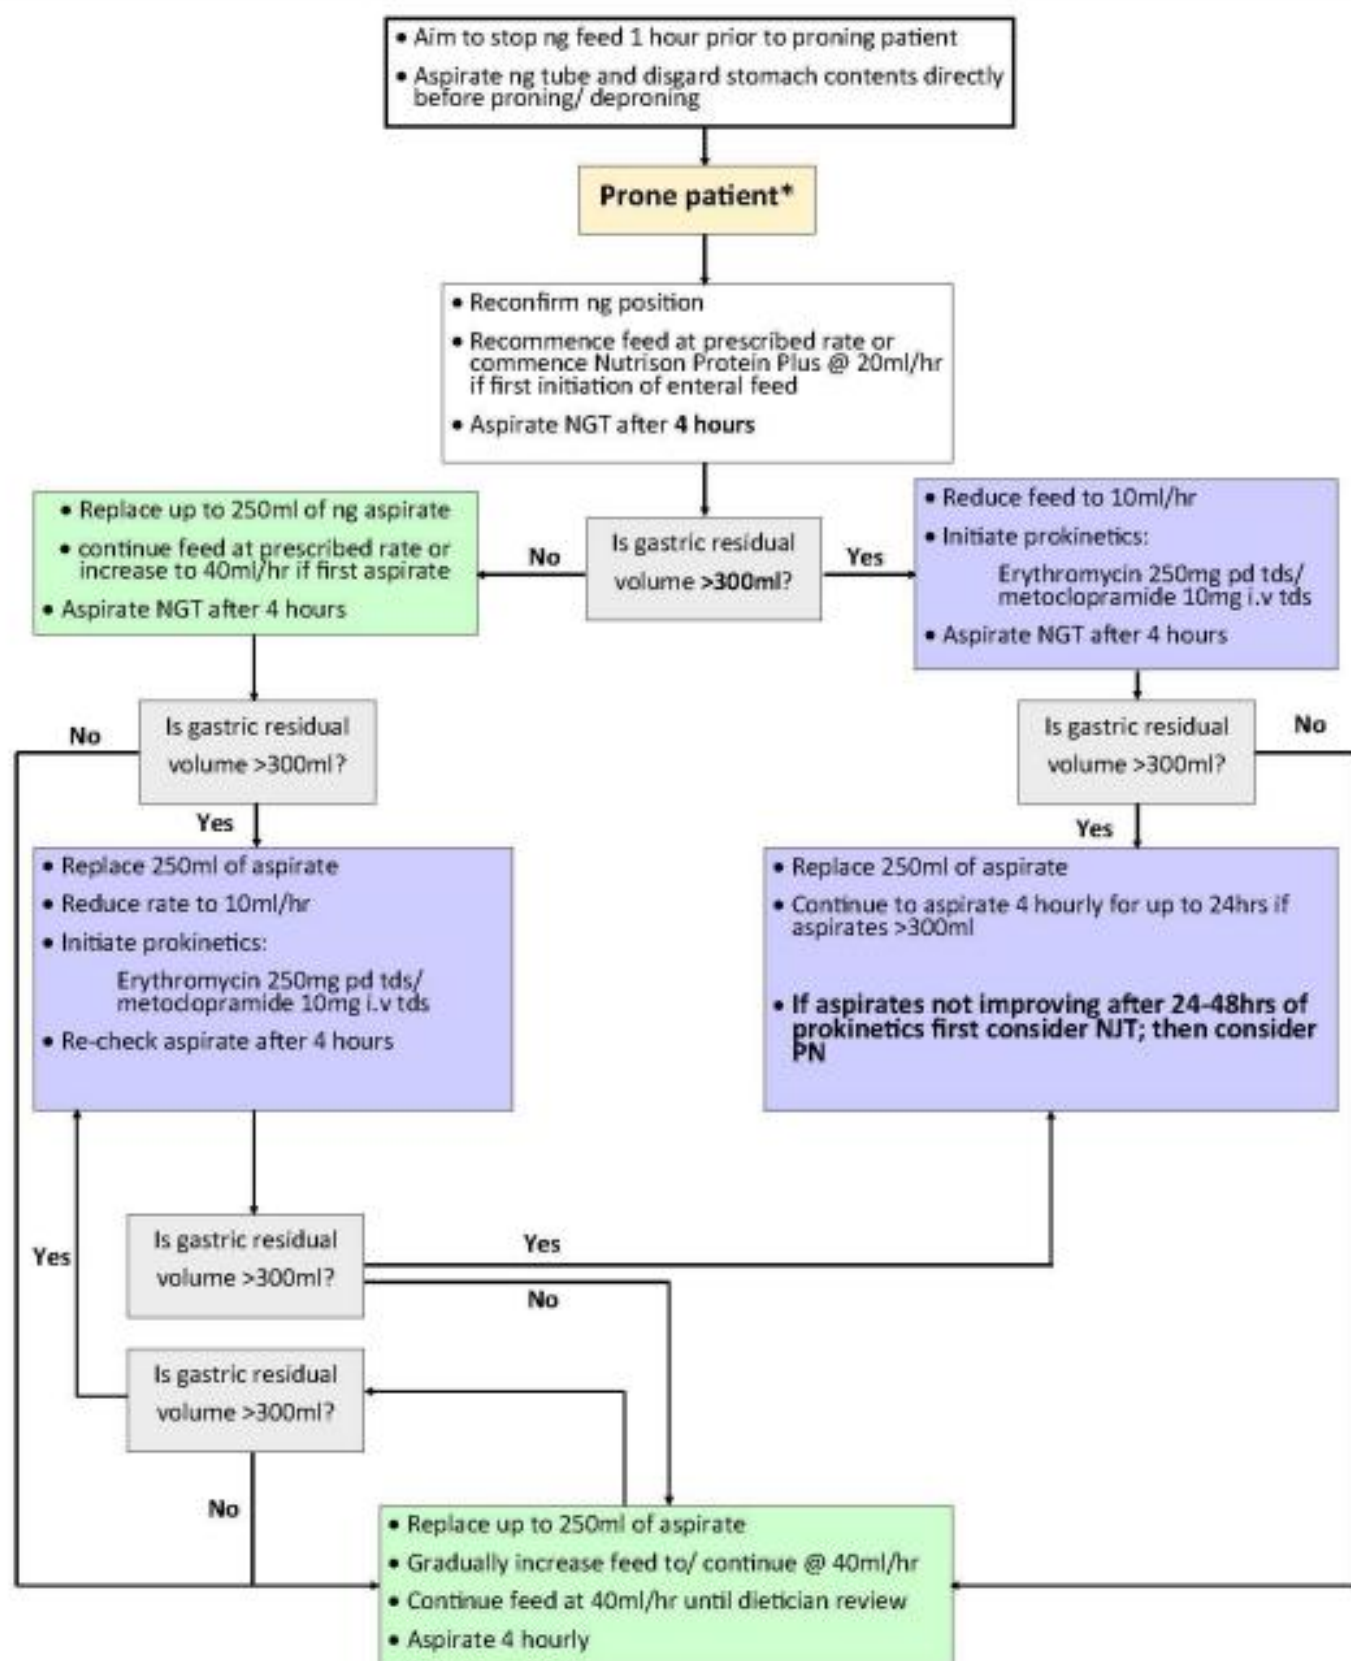 • Aim to stop ng feed 1 hour prior to proning patient
• Aspirate ng tube and disgard stomach contents directly
before proning/ deproning
Prone patient*
• Reconfirm ng position
• Recommence feed at prescribed rate or
commence Nutrison Protein Plus @ 20ml/hr
if first initiation of enteral feed
• Aspirate NGT after 4 hours
Is gastric residual
volume >300ml?
No
Yes
• Replace up to 250ml of ng aspirate
• continue feed at prescribed rate or
increase to 40ml/hr if first aspirate
• Aspirate NGT after 4 hours
• Reduce feed to 10ml/hr
• Initiate prokinetics:
Erythromycin 250mg pd tds/
metoclopramide 10mg i.v tds
• Aspirate NGT after 4 hours
Is gastric residual
volume >300ml?
No
Yes
Is gastric residual
volume >300ml?
No
Yes
• Replace 250ml of aspirate
• Reduce rate to 10ml/hr
• Initiate prokinetics:
Erythromycin 250mg pd tds/
metoclopramide 10mg i.v tds
• Re-check aspirate after 4 hours
• Replace 250ml of aspirate
• Continue to aspirate 4 hourly for up to 24hrs if
aspirates >300ml
• If aspirates not improving after 24-48hrs of
prokinetics first consider NJT; then consider
PN
Is gastric residual
volume >300ml?
Yes
No
Yes
Is gastric residual
volume >300ml?
No
• Replace up to 250ml of aspirate
• Gradually increase feed to/ continue @ 40ml/hr
• Continue feed at 40ml/hr until dietician review
• Aspirate 4 hourly